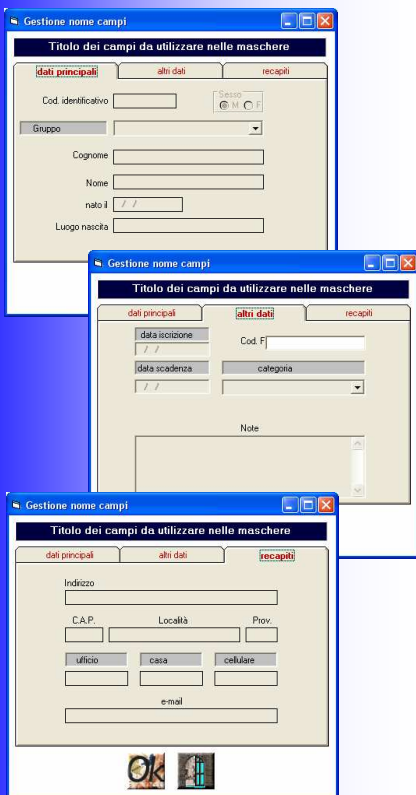 Gestione nome campi
Titolo dei campi da utilizzare nelle maschere
dati principali altri dati recapiti
Cod. identificativo
Sesso
M F
Gruppo
Cognome
Nome
nato il / /
Luogo nascita
Gestione nome campi
Titolo dei campi da utilizzare nelle maschere
dati principali altri dati recapiti
data iscrizione Cod. F
/ /
data scadenza categoria
/ /
Note
Gestione nome campi
Titolo dei campi da utilizzare nelle maschere
dati principali altri dati recapiti
Indirizzo
C.A.P. Località Prov.
ufficio casa cellulare
e-mail
Ok